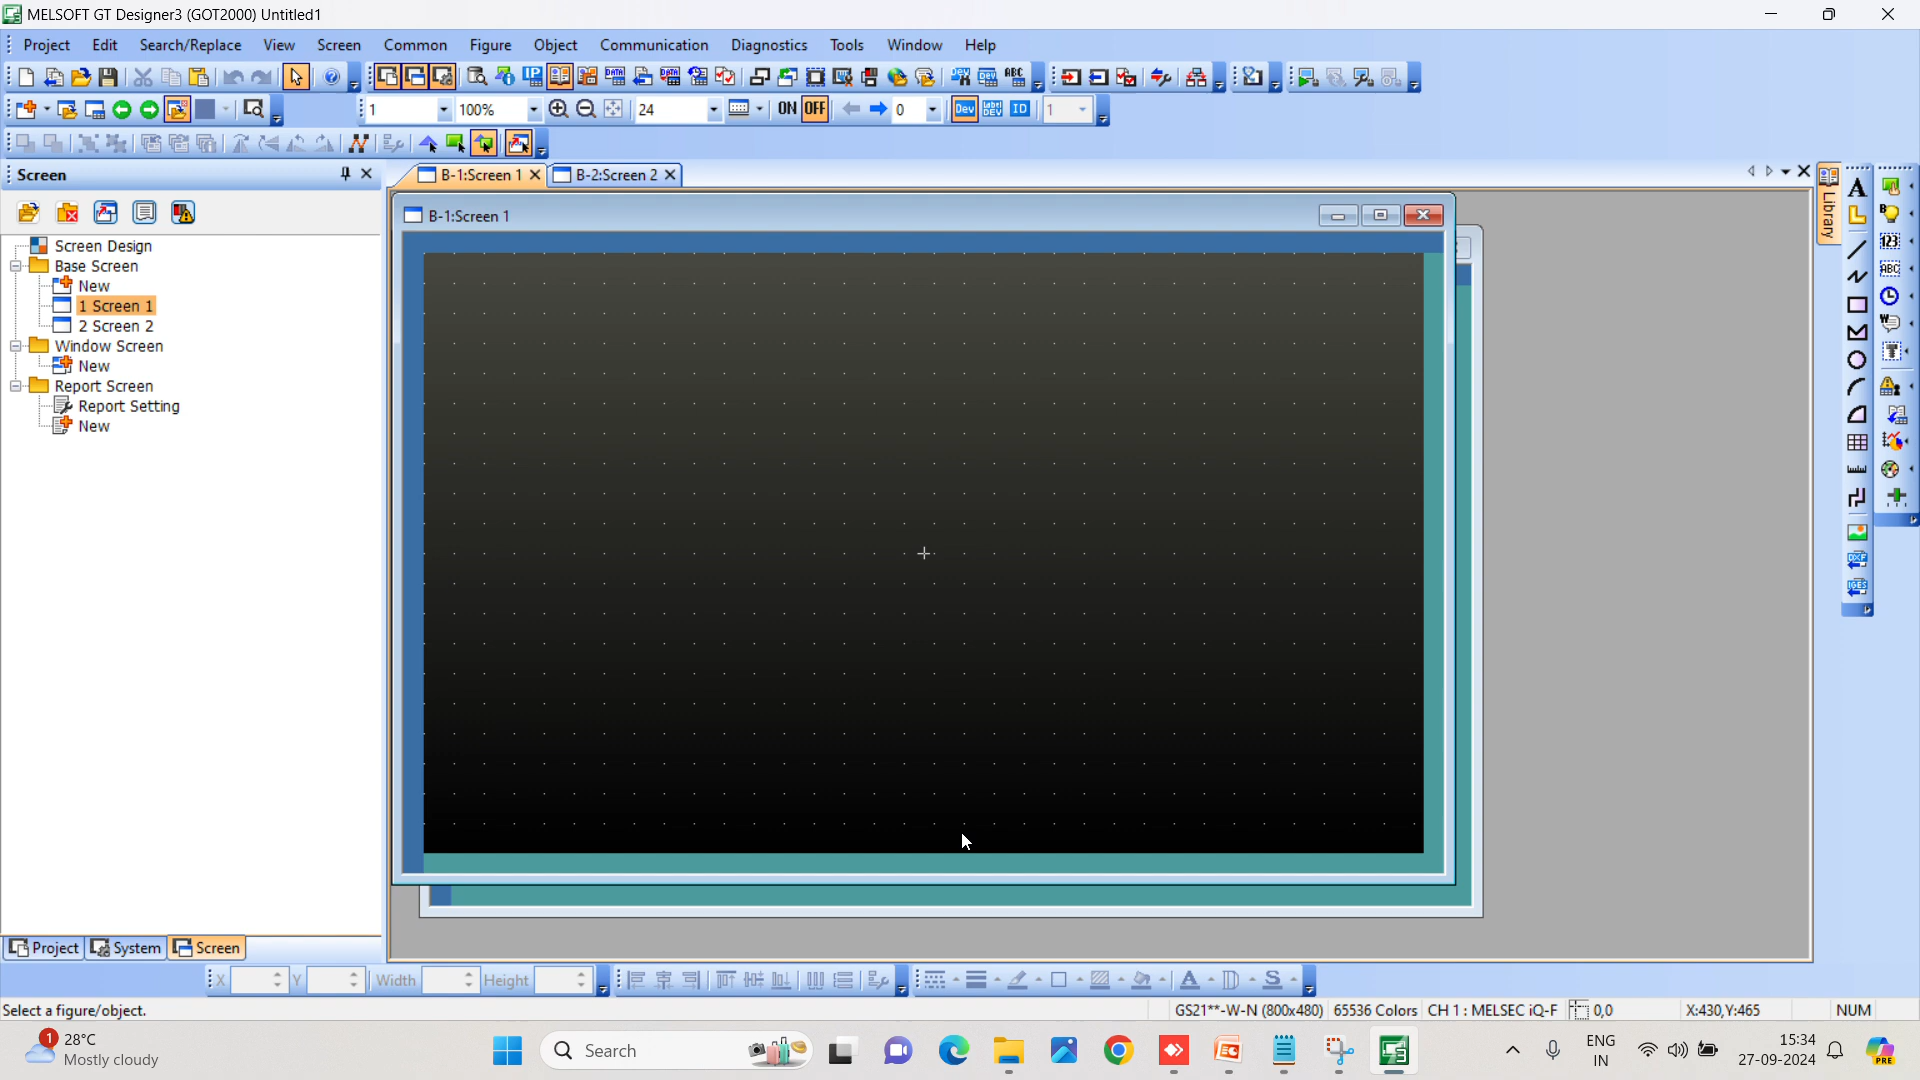 MELSOFT GT Designer3 (GOT2000) Untitled1
Project Edit Search/Replace View Screen Common Figure Object Communication Diagnostics Tools Window Help
1 100% 24 ON OFF 0 Dev ID 1
Screen
B-1:Screen 1 B-2:Screen 2
B-1:Screen 1
Library
Screen Design
Base Screen
New
1 Screen 1
2 Screen 2
Window Screen
New
Report Screen
Report Setting
New
Project System Screen
X Y Width Height
Select a figure/object.
GS21**-W-N (800x480) 65536 Colors CH 1 : MELSEC iQ-F 0,0 X:430,Y:465 NUM
1
28°C
Mostly cloudy
Search
ENG
IN
15:34
27-09-2024